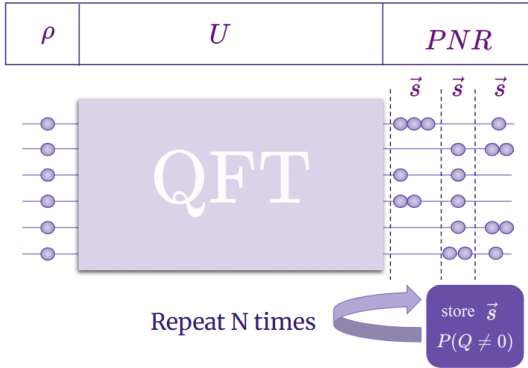 ρ U PNR
s⃗ s⃗ s⃗
QFT
Repeat N times
store s⃗
P(Q ≠ 0)